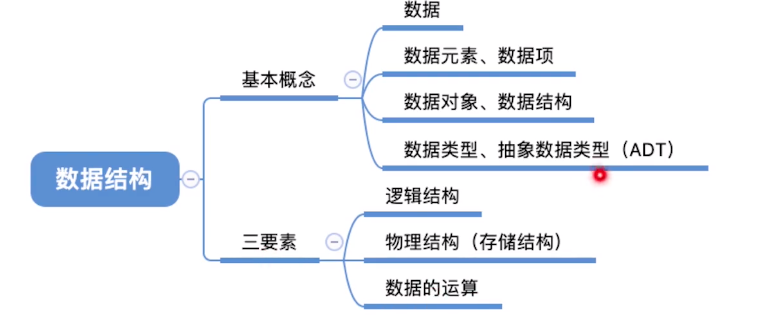 数据
数据元素、数据项
基本概念
数据对象、数据结构
数据类型、抽象数据类型（ADT）
数据结构
逻辑结构
三要素
物理结构（存储结构）
数据的运算